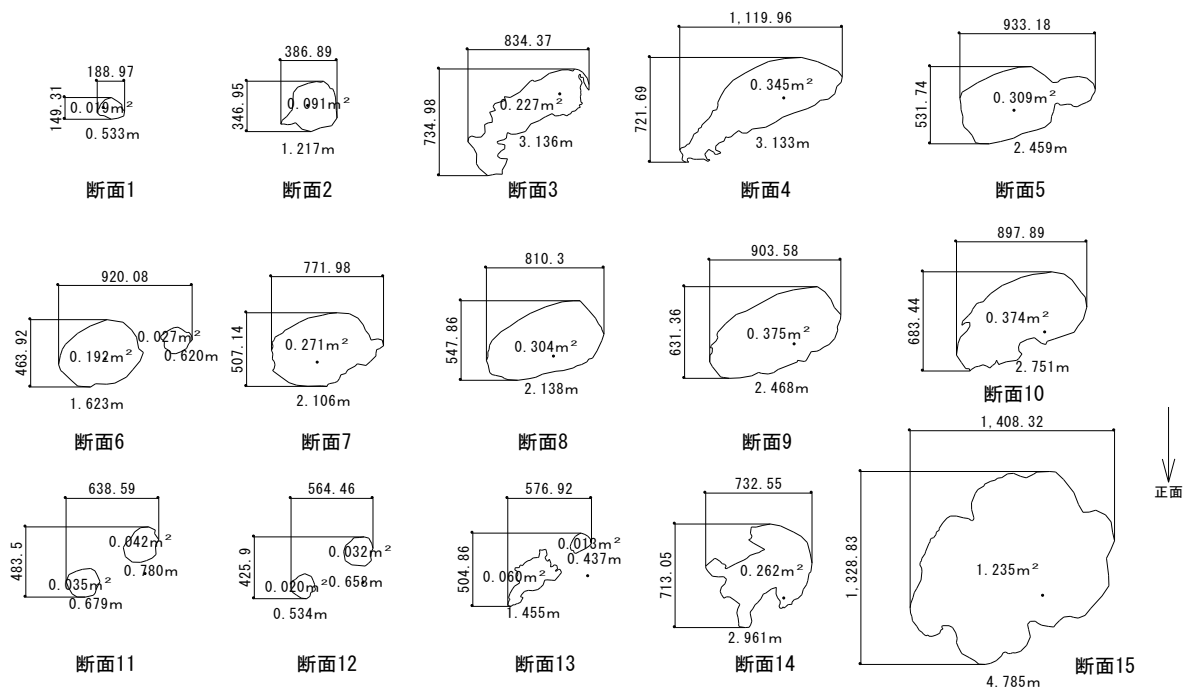 188.97
149.31
0.019m²
0.533m
断面1
386.89
346.95
0.091m²
1.217m
断面2
834.37
734.98
0.227m²
3.136m
断面3
1,119.96
721.69
0.345m²
3.133m
断面4
933.18
531.74
0.309m²
2.459m
断面5
920.08
463.92
0.192m²
0.027m²
0.620m
1.623m
断面6
771.98
507.14
0.271m²
2.106m
断面7
810.3
547.86
0.304m²
2.138m
断面8
903.58
631.36
0.375m²
2.468m
断面9
897.89
683.44
0.374m²
2.751m
断面10
638.59
483.5
0.042m²
0.780m
0.035m²
0.679m
断面11
564.46
425.9
0.032m²
0.658m
0.020m²
0.534m
断面12
576.92
504.86
0.013m²
0.437m
0.060m²
1.455m
断面13
732.55
713.05
0.262m²
2.961m
断面14
1,408.32
1,328.83
1.235m²
4.785m
断面15
正面